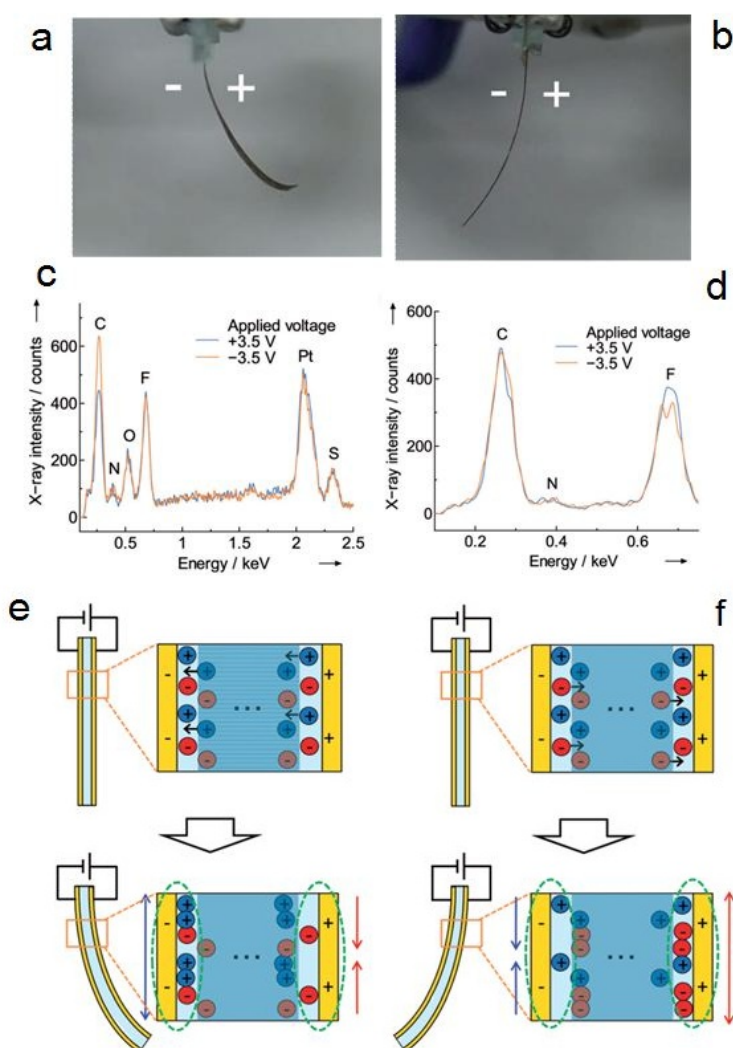 a
b
- +
- +
c
d
X-ray intensity / counts
600
400
200
0
0.5
1
1.5
2
2.5
Energy / keV
C
N
O
F
Pt
S
Applied voltage
+3.5 V
−3.5 V
X-ray intensity / counts
600
400
200
0
0.2
0.4
0.6
Energy / keV
C
N
F
Applied voltage
+3.5 V
−3.5 V
e
f
- + + + + +
- - -
...
- + + + +
- - - -
- + + + +
- - - -
...
- + + + +
- - -
- + + + +
- - - -
...
- + + + +
- - -
- + + + +
- - -
...
- + + + +
- - - -